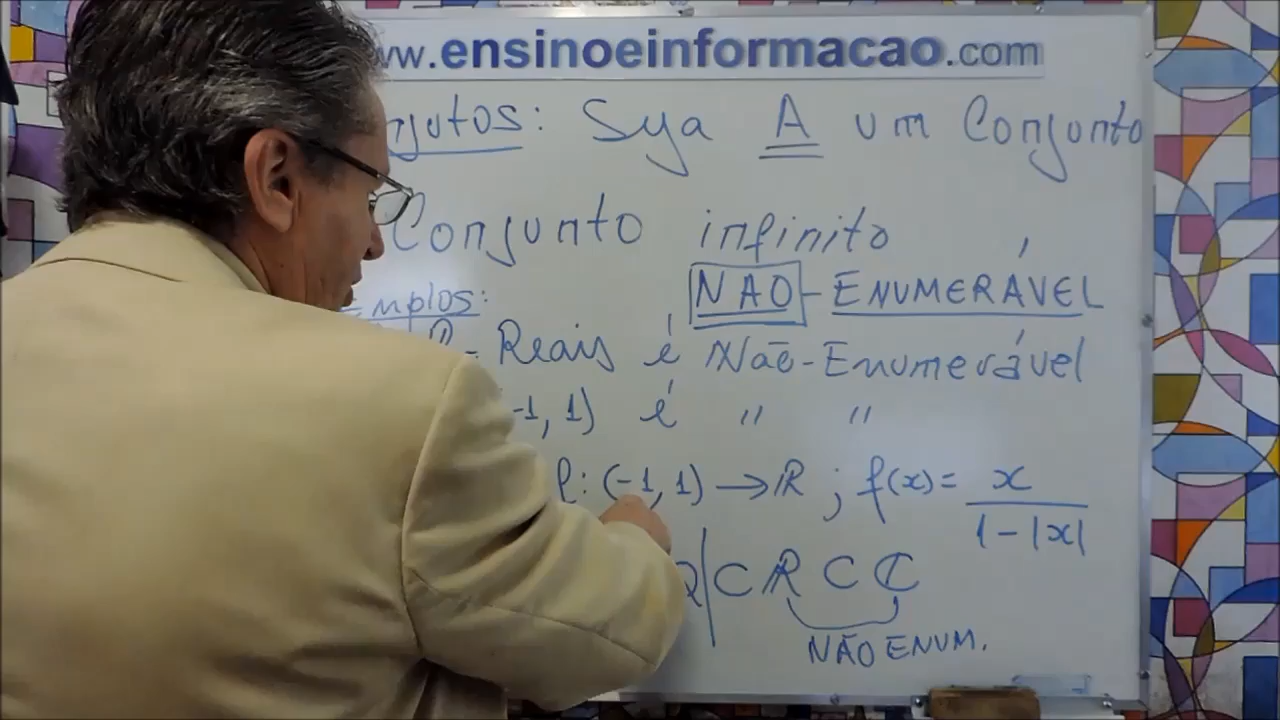 www.ensinoeinformacao.com
njutos: Seja A um Conjunto
Conjunto infinito
NÃO-ENUMERÁVEL
emplos:
R- Reais é Não-Enumerável
-1, 1) é " "
f: (-1, 1) → R ; f(x) = x / 1-|x|
Q | ⊂ R ⊂ C
NÃO ENUM.